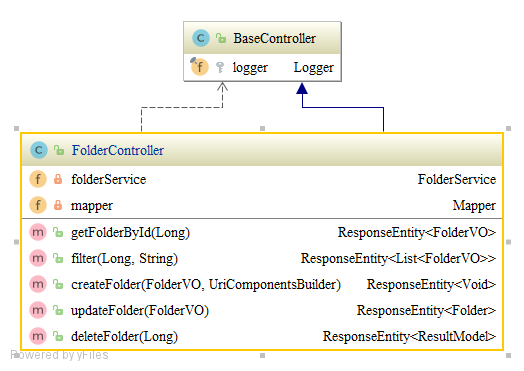 C BaseController
f logger Logger
C FolderController
f folderService FolderService
f mapper Mapper
m getFolderById(Long) ResponseEntity<FolderVO>
m filter(Long, String) ResponseEntity<List<FolderVO>>
m createFolder(FolderVO, UriComponentsBuilder) ResponseEntity<Void>
m updateFolder(FolderVO) ResponseEntity<Folder>
m deleteFolder(Long) ResponseEntity<ResultModel>
Powered by yFiles